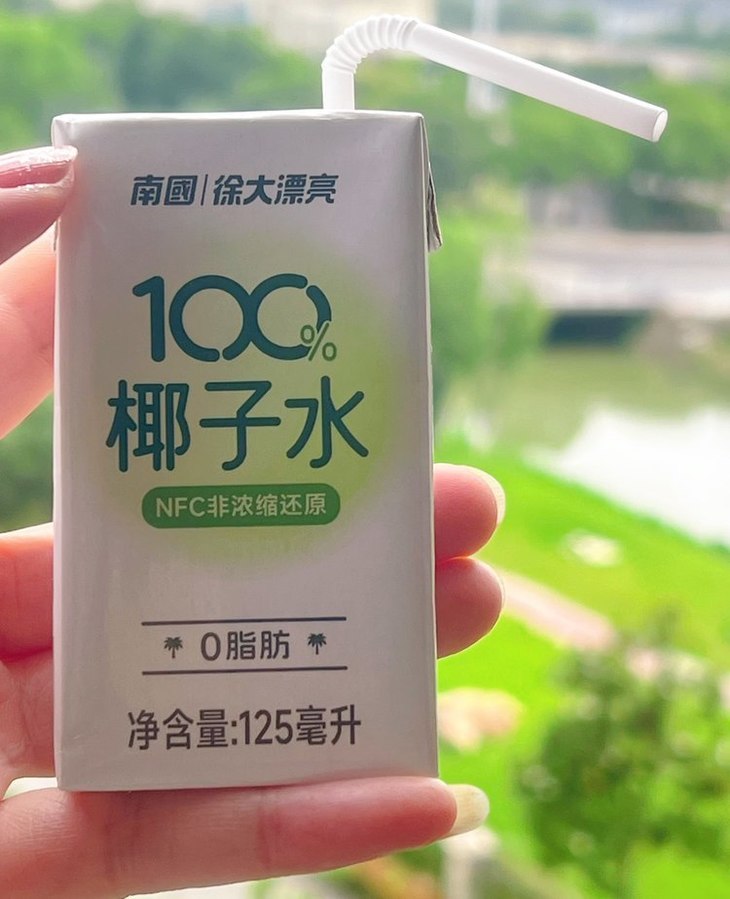 南國|徐大漂亮
100%
椰子水
NFC非浓缩还原
0脂肪
净含量:125毫升